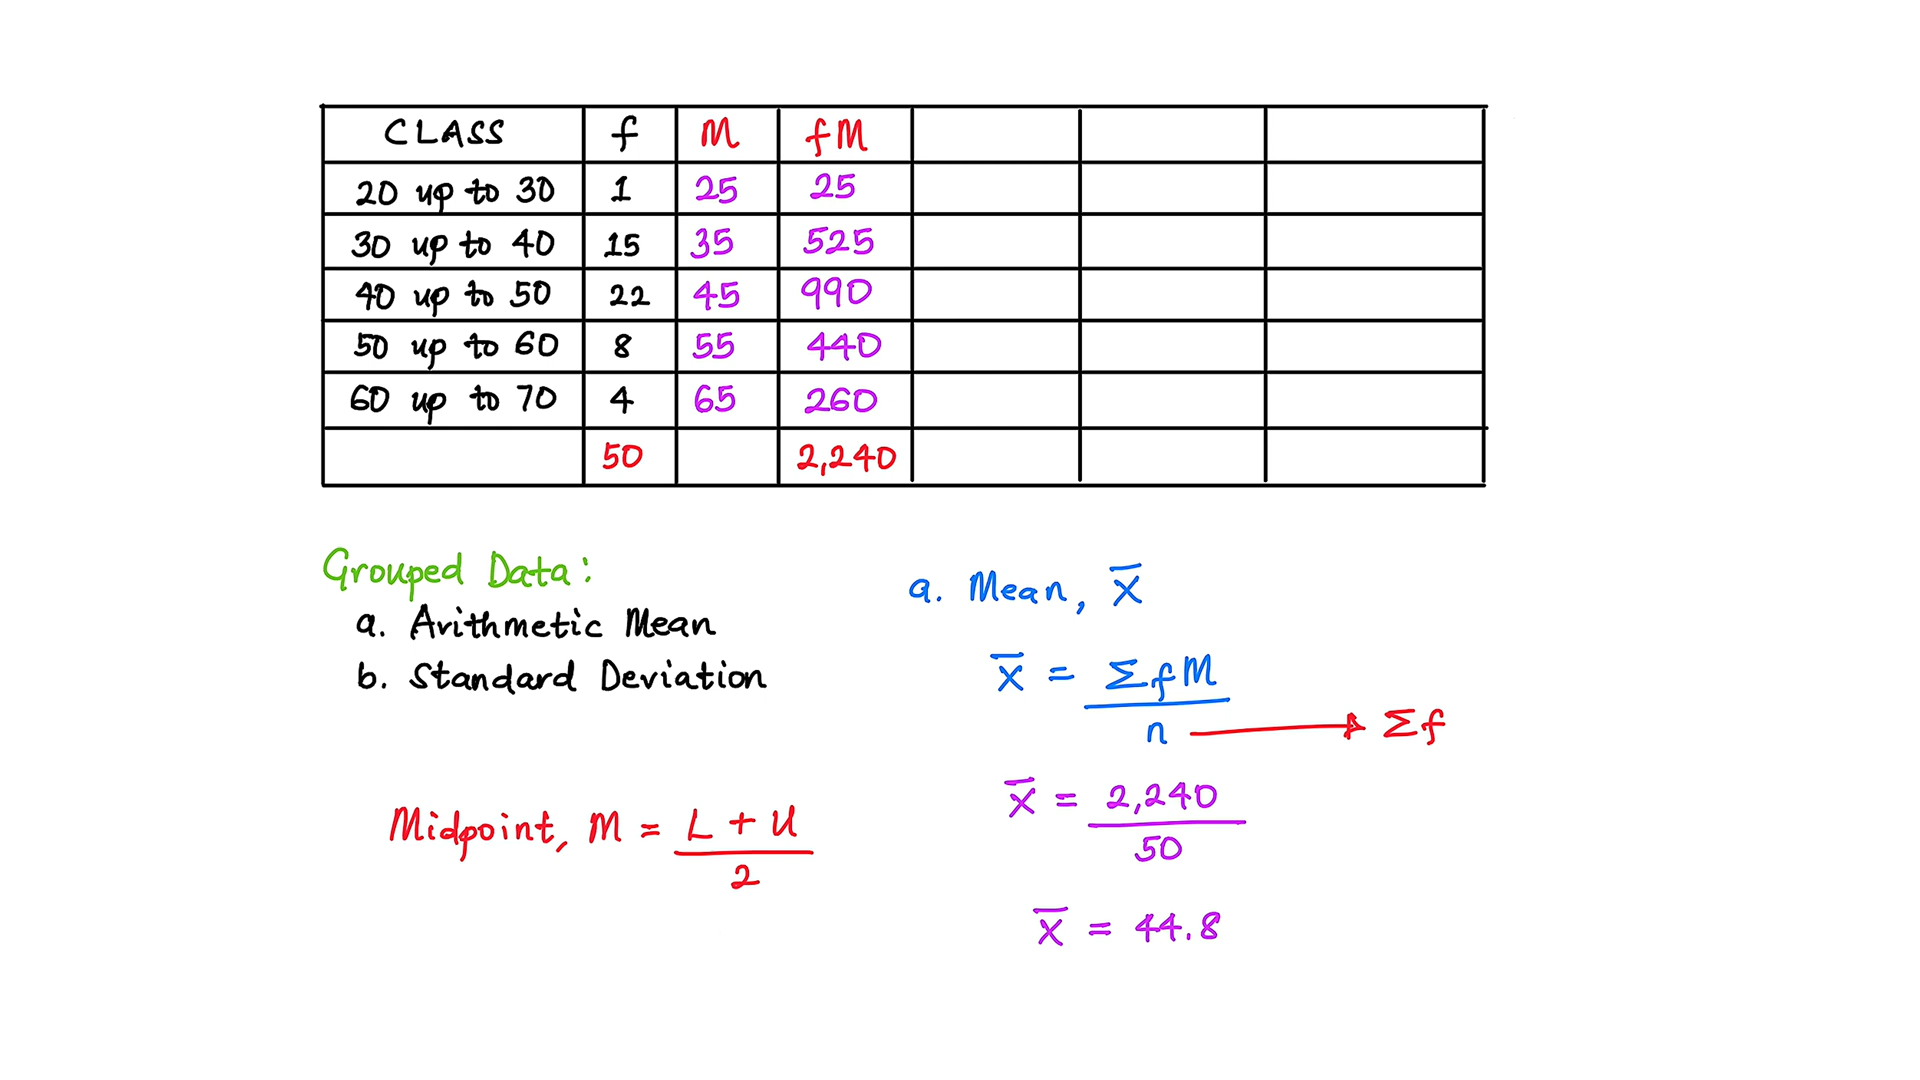 CLASS f M fM
20 up to 30 1 25 25
30 up to 40 15 35 525
40 up to 50 22 45 990
50 up to 60 8 55 440
60 up to 70 4 65 260
50 2,240
Grouped Data:
a. Arithmetic Mean
b. Standard Deviation
Midpoint, M = L + U
2
a. Mean, x̄
x̄ = ΣfM
n → Σf
x̄ = 2,240
50
x̄ = 44.8